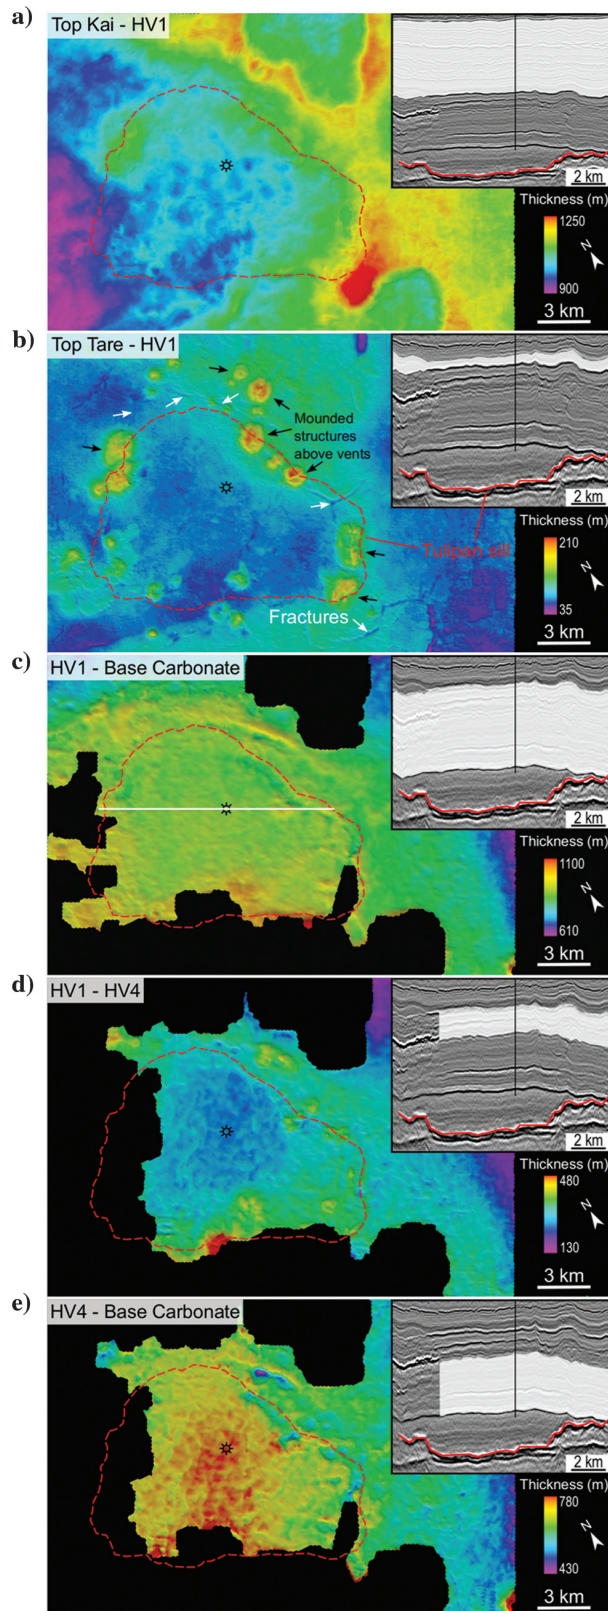 a)
Top Kai - HV1
2 km
Thickness (m)
1250
900
3 km
b)
Top Tare - HV1
Mounded
structures
above vents
2 km
Tulipan sill
Thickness (m)
210
35
Fractures
3 km
c)
HV1 - Base Carbonate
2 km
Thickness (m)
1100
610
3 km
d)
HV1 - HV4
2 km
Thickness (m)
480
130
3 km
e)
HV4 - Base Carbonate
2 km
Thickness (m)
780
430
N
3 km